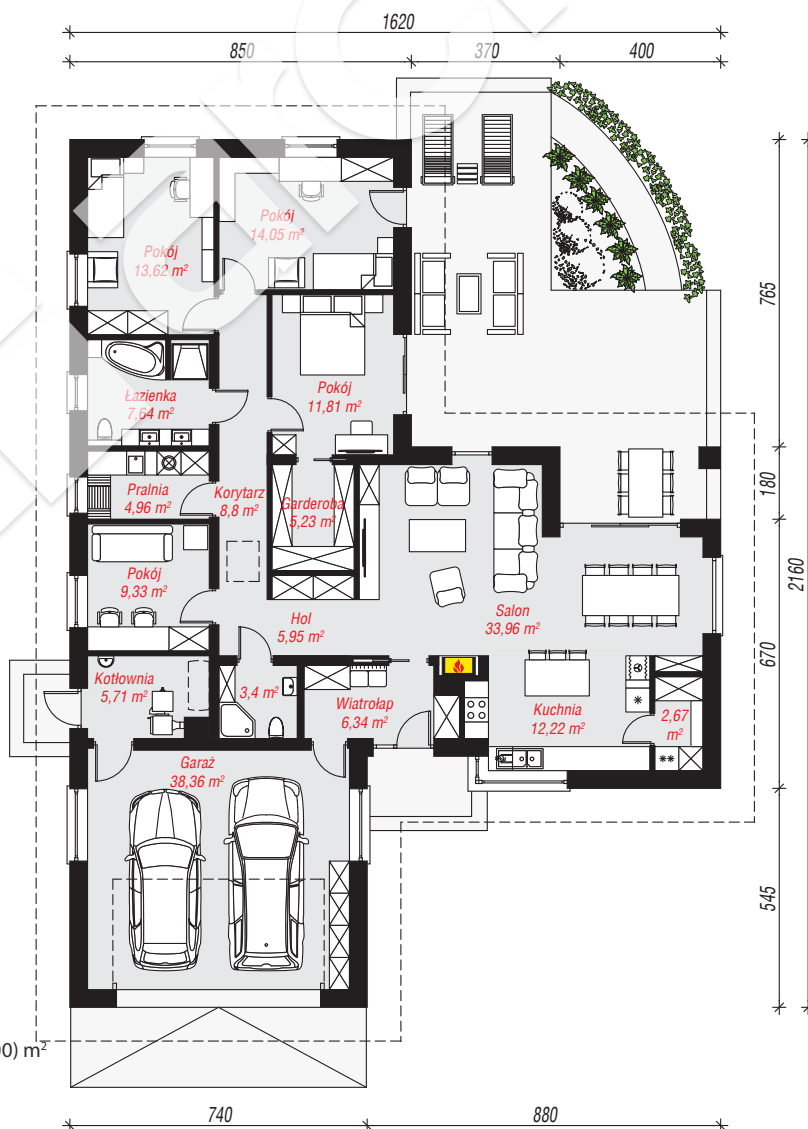 1620
850
370
400
Pokój
14,05 m²
Pokój
13,62 m²
765
Łazienka
7,64 m²
Pokój
11,81 m²
Pralnia
4,96 m²
Korytarz
8,8 m²
Garderoba
5,23 m²
180
2160
Pokój
9,33 m²
Hol
5,95 m²
Salon
33,96 m²
670
Kotłownia
5,71 m²
3,4 m²
Wiatrołap
6,34 m²
Kuchnia
12,22 m²
2,67
m²
Garaż
38,36 m²
545
0) m²
740
880